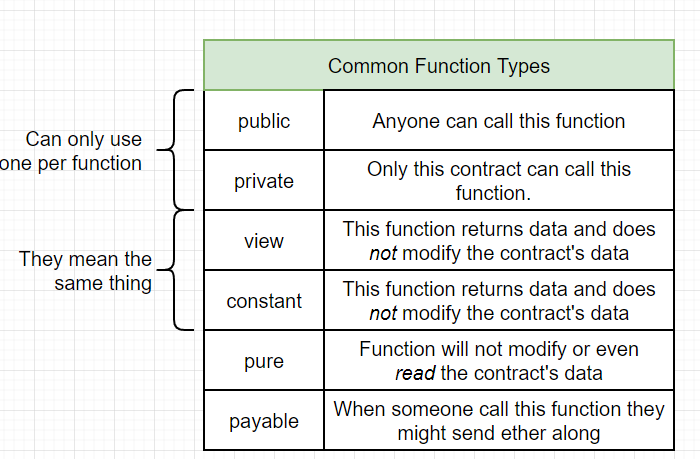 Common Function Types
Can only use
one per function
public
Anyone can call this function
private
Only this contract can call this
function.
They mean the
same thing
view
This function returns data and does
not modify the contract's data
constant
This function returns data and does
not modify the contract's data
pure
Function will not modify or even
read the contract's data
payable
When someone call this function they
might send ether along